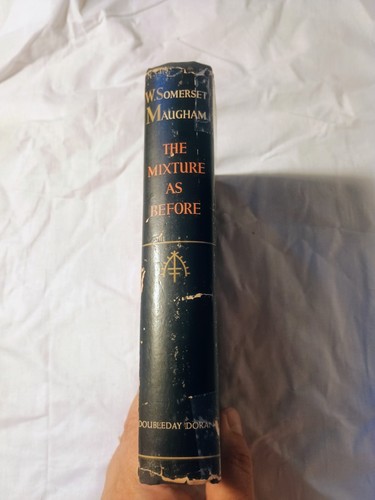 W. SOMERSET
MAUGHAM
THE
MIXTURE
AS
BEFORE
DOUBLEDAY DORAN